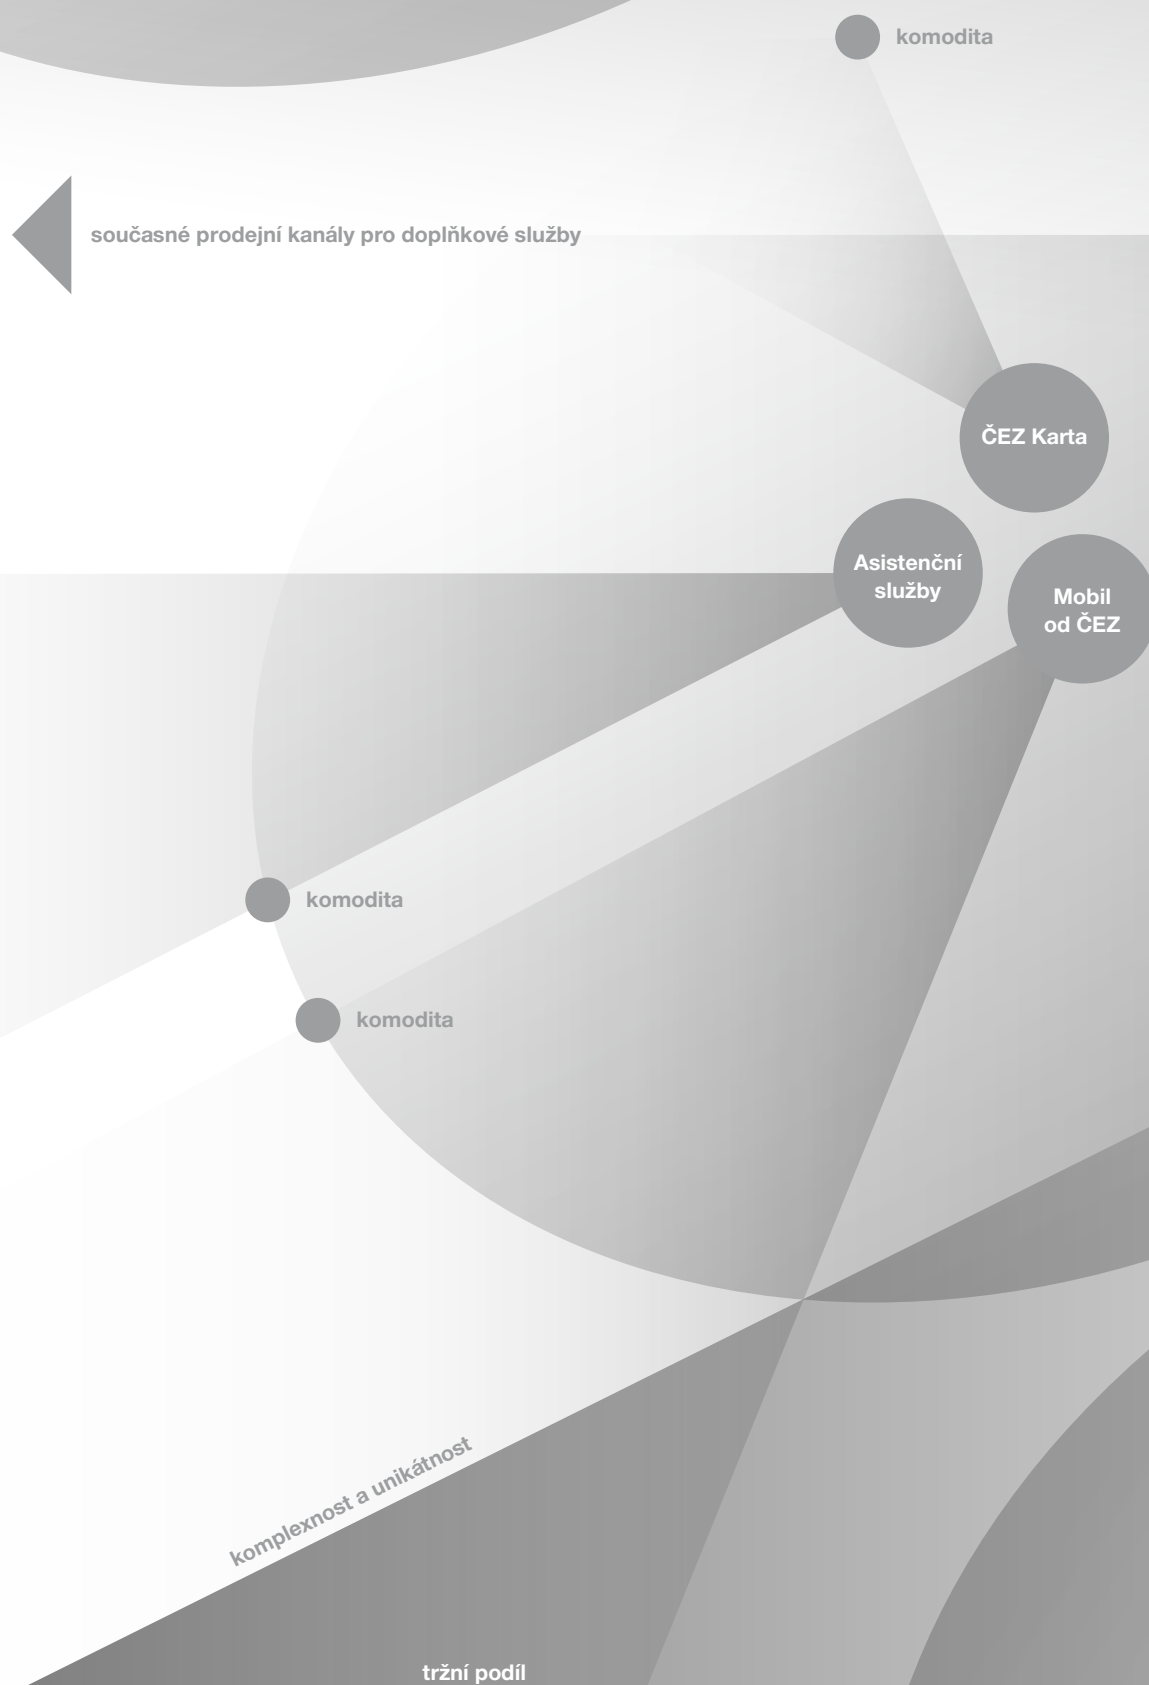 komodita
současné prodejní kanály pro doplňkové služby
ČEZ Karta
Asistenční
služby
Mobil
od ČEZ
komodita
komodita
komplexnost a unikátnost
tržní podíl